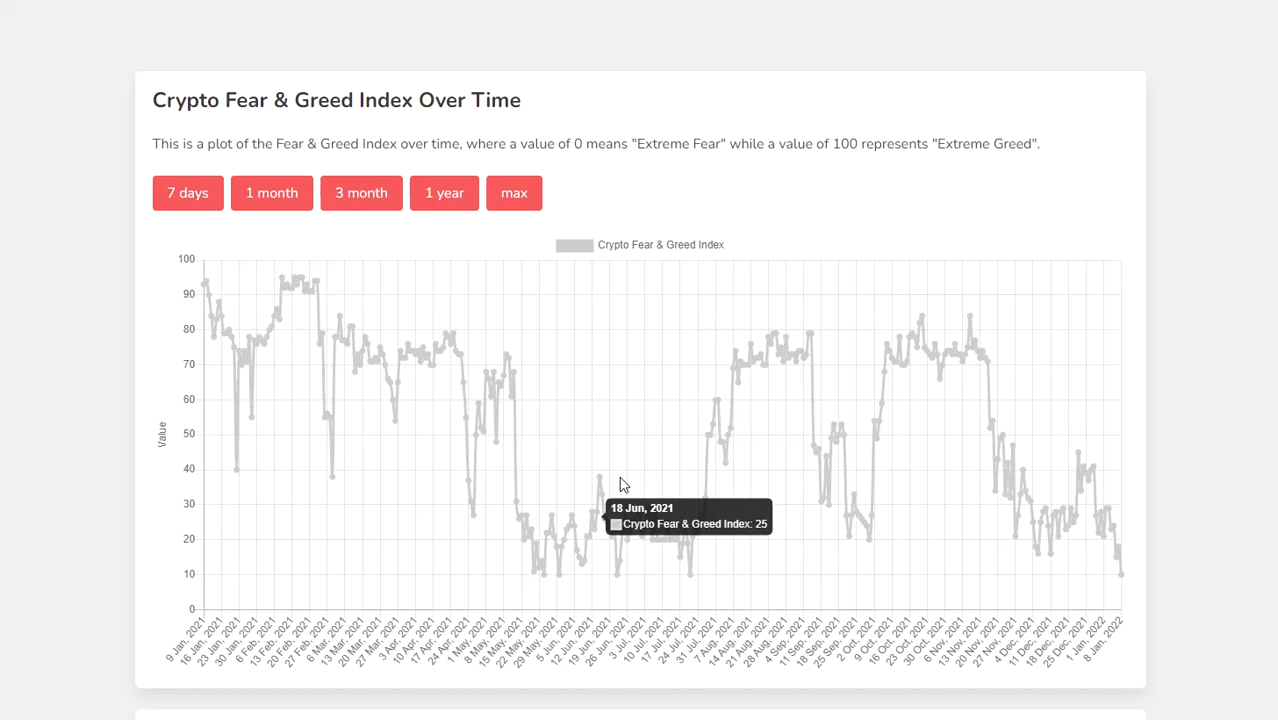 Crypto Fear & Greed Index Over Time
This is a plot of the Fear & Greed Index over time, where a value of 0 means "Extreme Fear" while a value of 100 represents "Extreme Greed".
7 days 1 month 3 month 1 year max
Crypto Fear & Greed Index
100
90
80
70
60
50
40
30
20
10
0
Value
18 Jun, 2021
Crypto Fear & Greed Index: 25
9 Jan, 2021
16 Jan, 2021
23 Jan, 2021
30 Jan, 2021
6 Feb, 2021
13 Feb, 2021
20 Feb, 2021
27 Feb, 2021
6 Mar, 2021
13 Mar, 2021
20 Mar, 2021
27 Mar, 2021
3 Apr, 2021
10 Apr, 2021
17 Apr, 2021
24 Apr, 2021
1 May, 2021
8 May, 2021
15 May, 2021
22 May, 2021
29 May, 2021
5 Jun, 2021
12 Jun, 2021
19 Jun, 2021
26 Jun, 2021
3 Jul, 2021
10 Jul, 2021
17 Jul, 2021
24 Jul, 2021
31 Jul, 2021
7 Aug, 2021
14 Aug, 2021
21 Aug, 2021
28 Aug, 2021
4 Sep, 2021
11 Sep, 2021
18 Sep, 2021
25 Sep, 2021
2 Oct, 2021
9 Oct, 2021
16 Oct, 2021
23 Oct, 2021
30 Oct, 2021
6 Nov, 2021
13 Nov, 2021
20 Nov, 2021
27 Nov, 2021
4 Dec, 2021
11 Dec, 2021
18 Dec, 2021
25 Dec, 2021
1 Jan, 2022
8 Jan, 2022